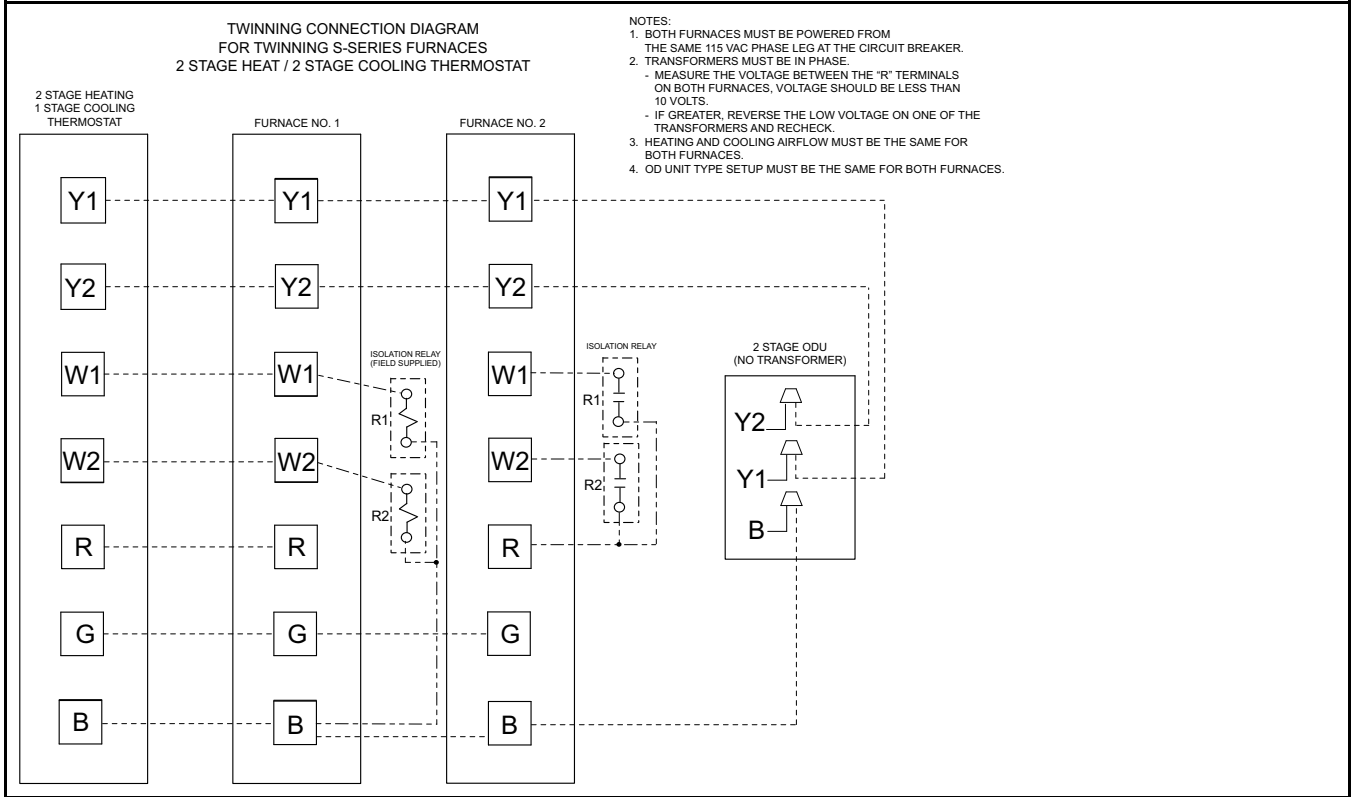 TWINNING CONNECTION DIAGRAM
FOR TWINNING S-SERIES FURNACES
2 STAGE HEAT / 2 STAGE COOLING THERMOSTAT
NOTES:
1. BOTH FURNACES MUST BE POWERED FROM
THE SAME 115 VAC PHASE LEG AT THE CIRCUIT BREAKER.
2. TRANSFORMERS MUST BE IN PHASE.
- MEASURE THE VOLTAGE BETWEEN THE “R” TERMINALS
ON BOTH FURNACES, VOLTAGE SHOULD BE LESS THAN
10 VOLTS.
- IF GREATER, REVERSE THE LOW VOLTAGE ON ONE OF THE
TRANSFORMERS AND RECHECK.
3. HEATING AND COOLING AIRFLOW MUST BE THE SAME FOR
BOTH FURNACES.
4. OD UNIT TYPE SETUP MUST BE THE SAME FOR BOTH FURNACES.
2 STAGE HEATING
1 STAGE COOLING
THERMOSTAT
Y1
Y2
W1
W2
R
G
B
FURNACE NO. 1
Y1
Y2
W1
W2
R
G
B
ISOLATION RELAY
(FIELD SUPPLIED)
R1
R2
FURNACE NO. 2
Y1
Y2
W1
W2
R
G
B
ISOLATION RELAY
R1
R2
2 STAGE ODU
(NO TRANSFORMER)
Y2
Y1
B